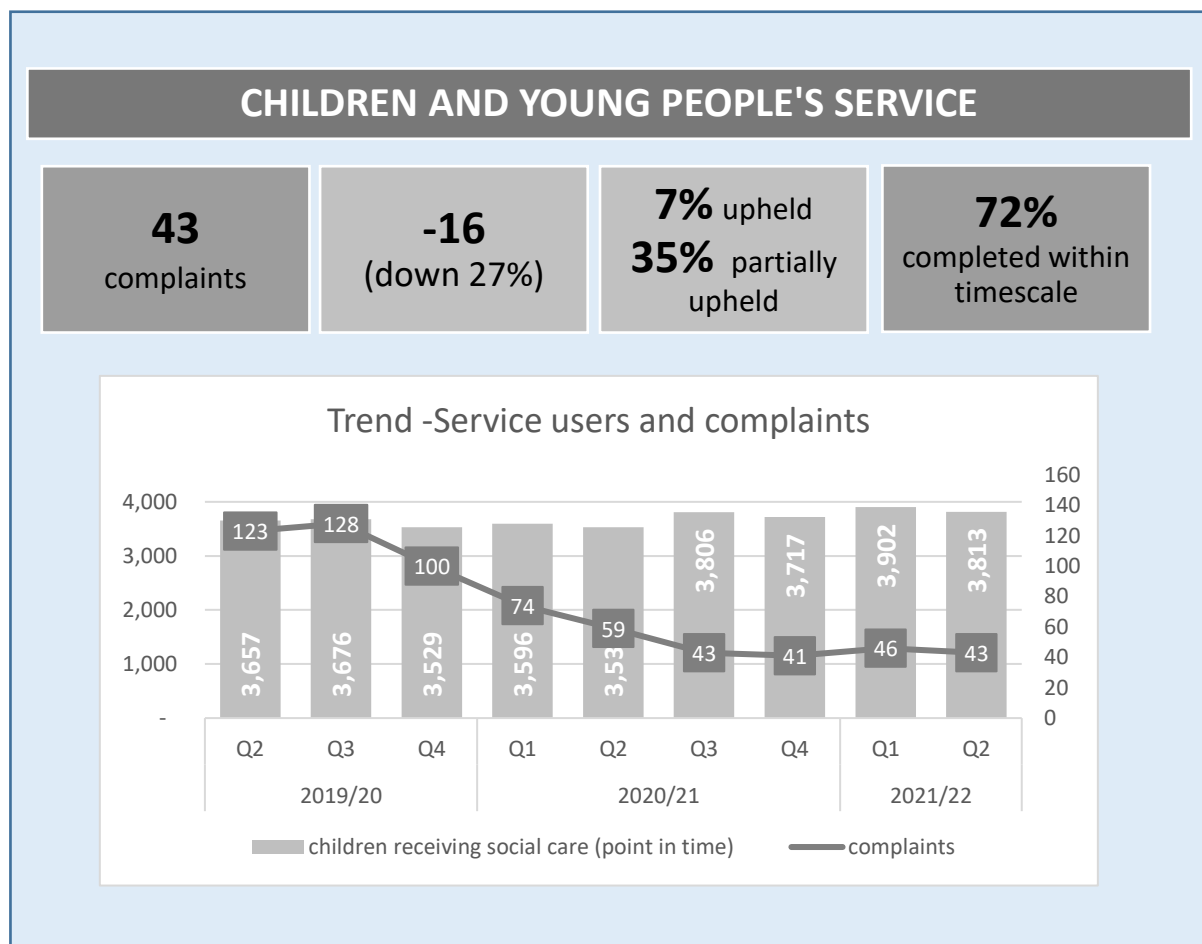 CHILDREN AND YOUNG PEOPLE'S SERVICE
43
complaints
-16
(down 27%)
7% upheld
35% partially
upheld
72%
completed within
timescale
Trend -Service users and complaints
4,000
3,000
2,000
1,000
-
160
140
120
100
80
60
40
20
0
123
128
100
74
59
43
41
46
43
3,657
3,676
3,529
3,596
3,806
3,717
3,902
3,813
Q2 Q3 Q4 Q1 Q2 Q3 Q4 Q1 Q2
2019/20 2020/21 2021/22
children receiving social care (point in time) complaints